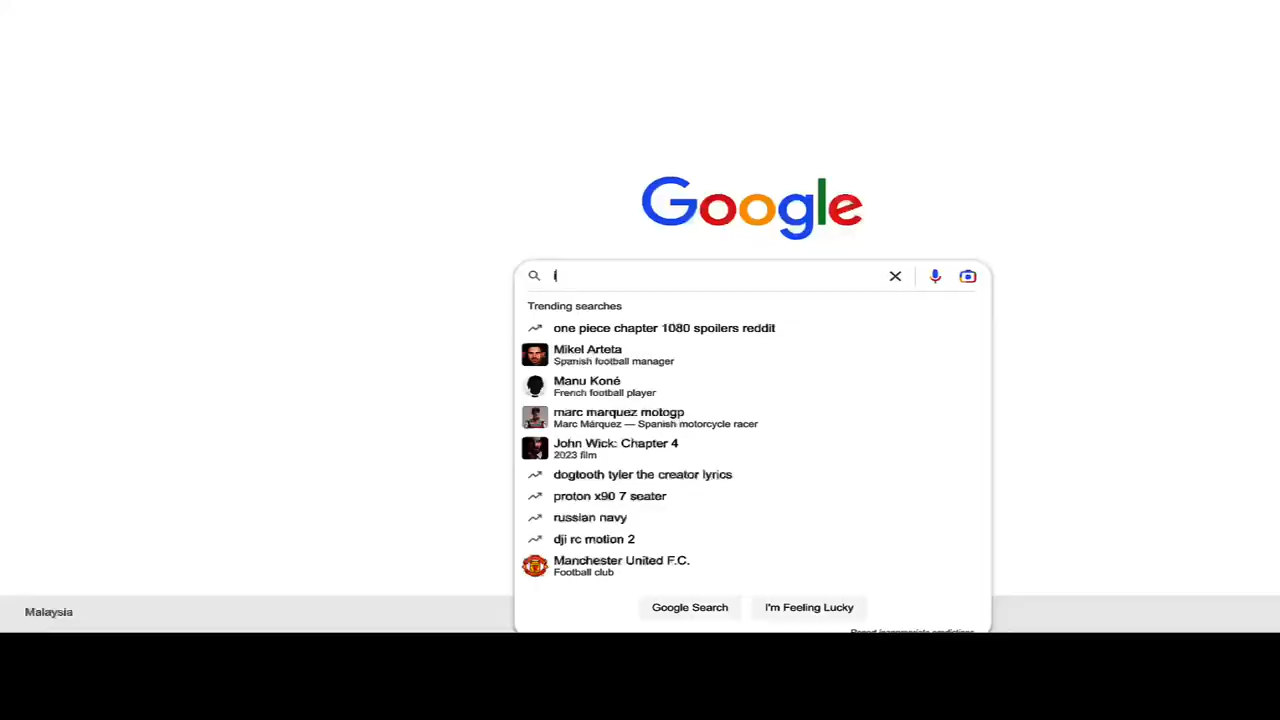 Google
Trending searches
one piece chapter 1080 spoilers reddit
Mikel Arteta
Spanish football manager
Manu Koné
French football player
marc marquez motogp
Marc Márquez — Spanish motorcycle racer
John Wick: Chapter 4
2023 film
dogtooth tyler the creator lyrics
proton x90 7 seater
russian navy
dji rc motion 2
Manchester United F.C.
Football club
Google Search
I'm Feeling Lucky
Malaysia
Report inappropriate predictions